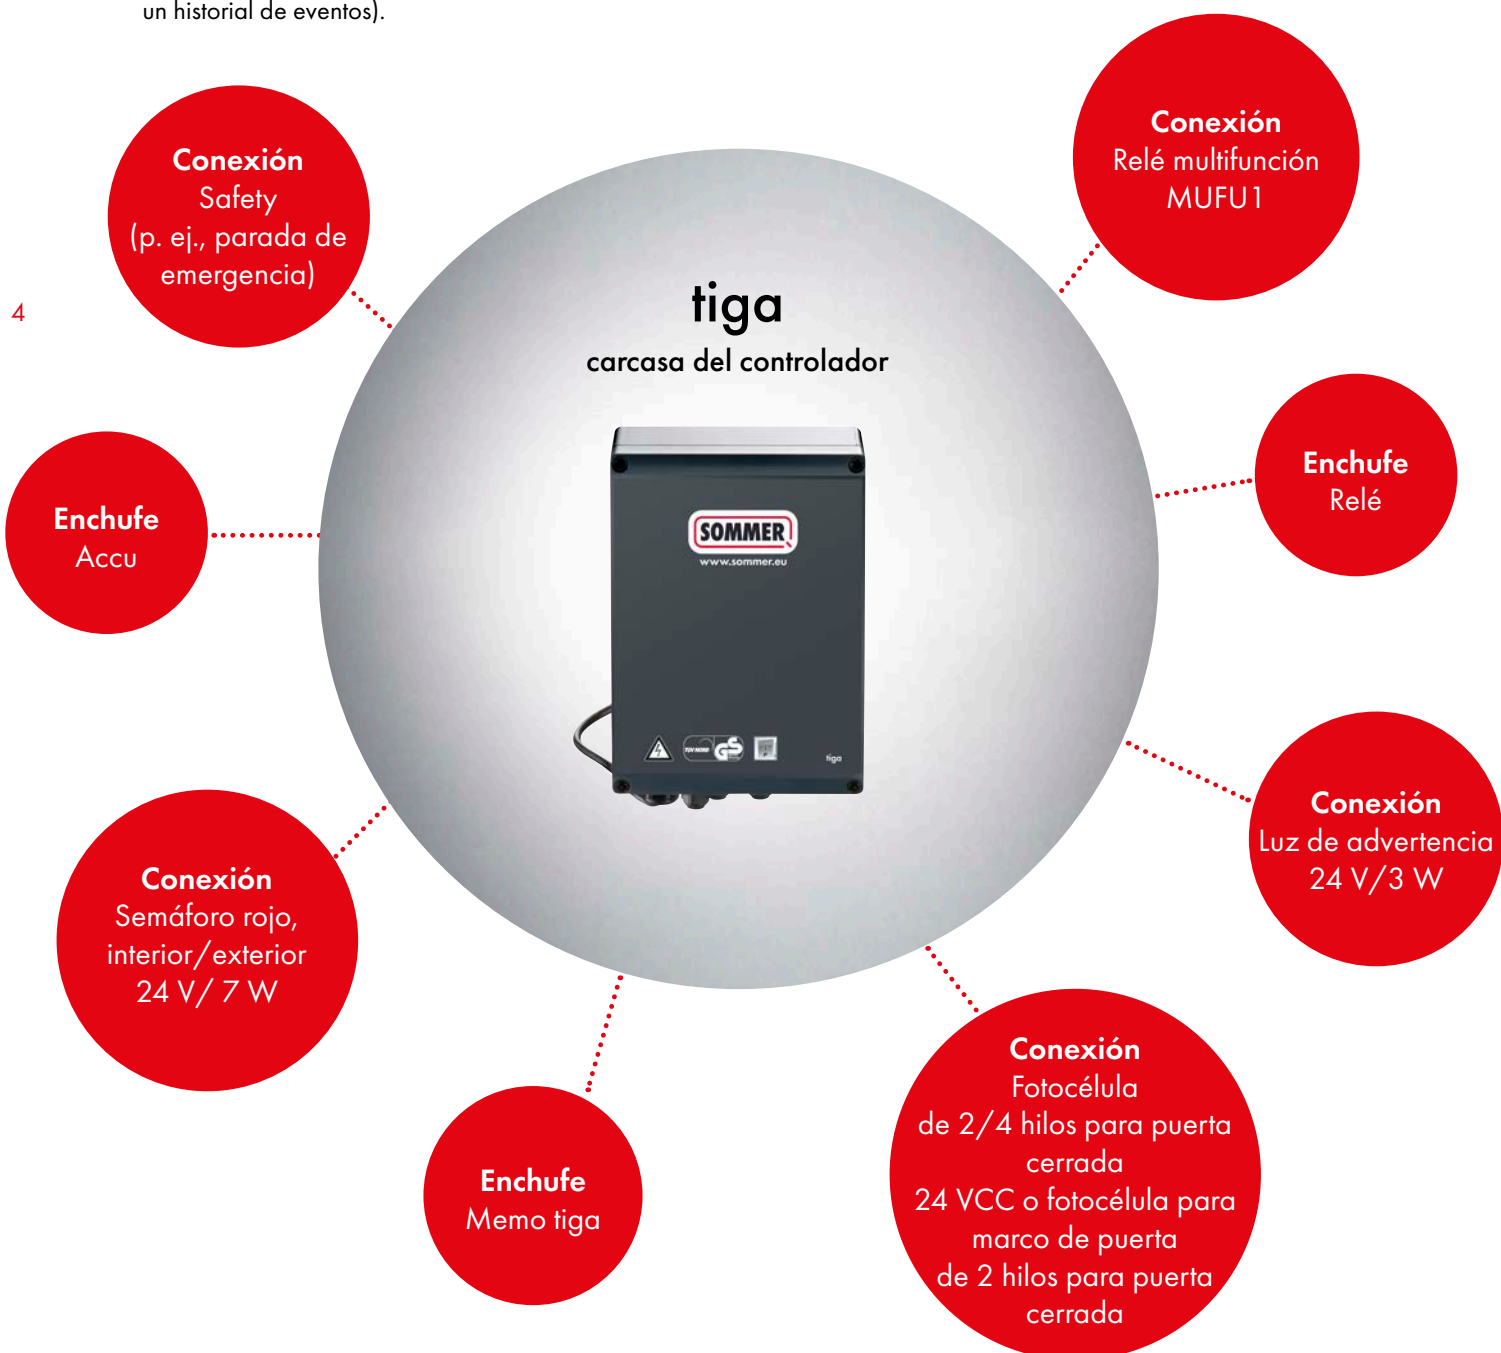 un historial de eventos).
Conexión
Safety
(p. ej., parada de
emergencia)
Conexión
Relé multifunción
MUFU1
4
tiga
carcasa del controlador
Enchufe
Accu
Enchufe
Relé
SOMMER
www.sommer.eu
TÜV NORD
GS
tiga
Conexión
Luz de advertencia
24 V/3 W
Conexión
Semáforo rojo,
interior/exterior
24 V/ 7 W
Enchufe
Memo tiga
Conexión
Fotocélula
de 2/4 hilos para puerta
cerrada
24 VCC o fotocélula para
marco de puerta
de 2 hilos para puerta
cerrada